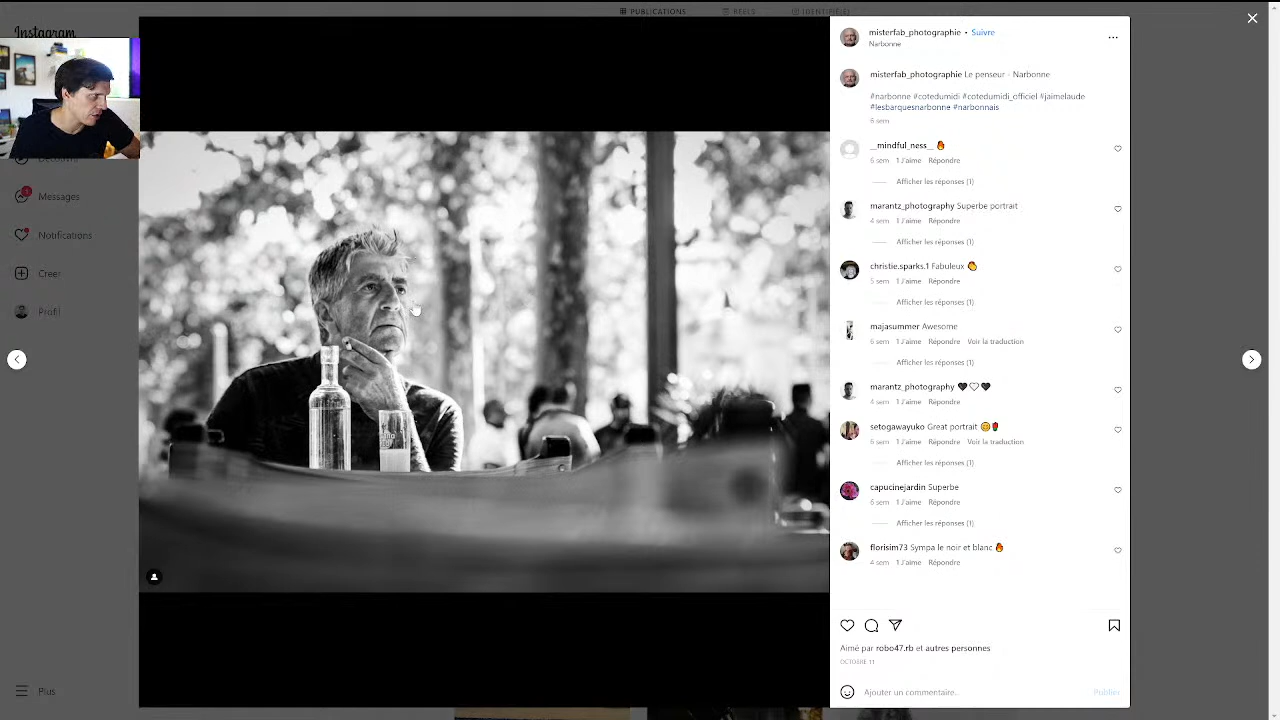 PUBLICATIONS
REELS
IDENTIFIÉ(E)
Instagram
Messages
Notifications
Créer
Profil
Plus
misterfab_photographie • Suivre
Narbonne
misterfab_photographie Le penseur - Narbonne
#narbonne #cotedumidi #cotedumidi_officiel #jaimelaude
#lesbarquesnarbonne #narbonnais
6 sem
__mindful_ness__ 🔥
6 sem 1 J'aime Répondre
Afficher les réponses (1)
marantz_photography Superbe portrait
4 sem 1 J'aime Répondre
Afficher les réponses (1)
christie.sparks.1 Fabuleux 👏
5 sem 1 J'aime Répondre
Afficher les réponses (1)
majasummer Awesome
6 sem 1 J'aime Répondre Voir la traduction
Afficher les réponses (1)
marantz_photography 🖤🤍🖤
4 sem 1 J'aime Répondre
setogawayuko Great portrait 😊🌹
6 sem 1 J'aime Répondre Voir la traduction
Afficher les réponses (1)
capucinejardin Superbe
6 sem 1 J'aime Répondre
Afficher les réponses (1)
florisim73 Sympa le noir et blanc 🔥
4 sem 1 J'aime Répondre
Aimé par robo47.rb et autres personnes
OCTOBRE 11
Ajouter un commentaire...
Publier